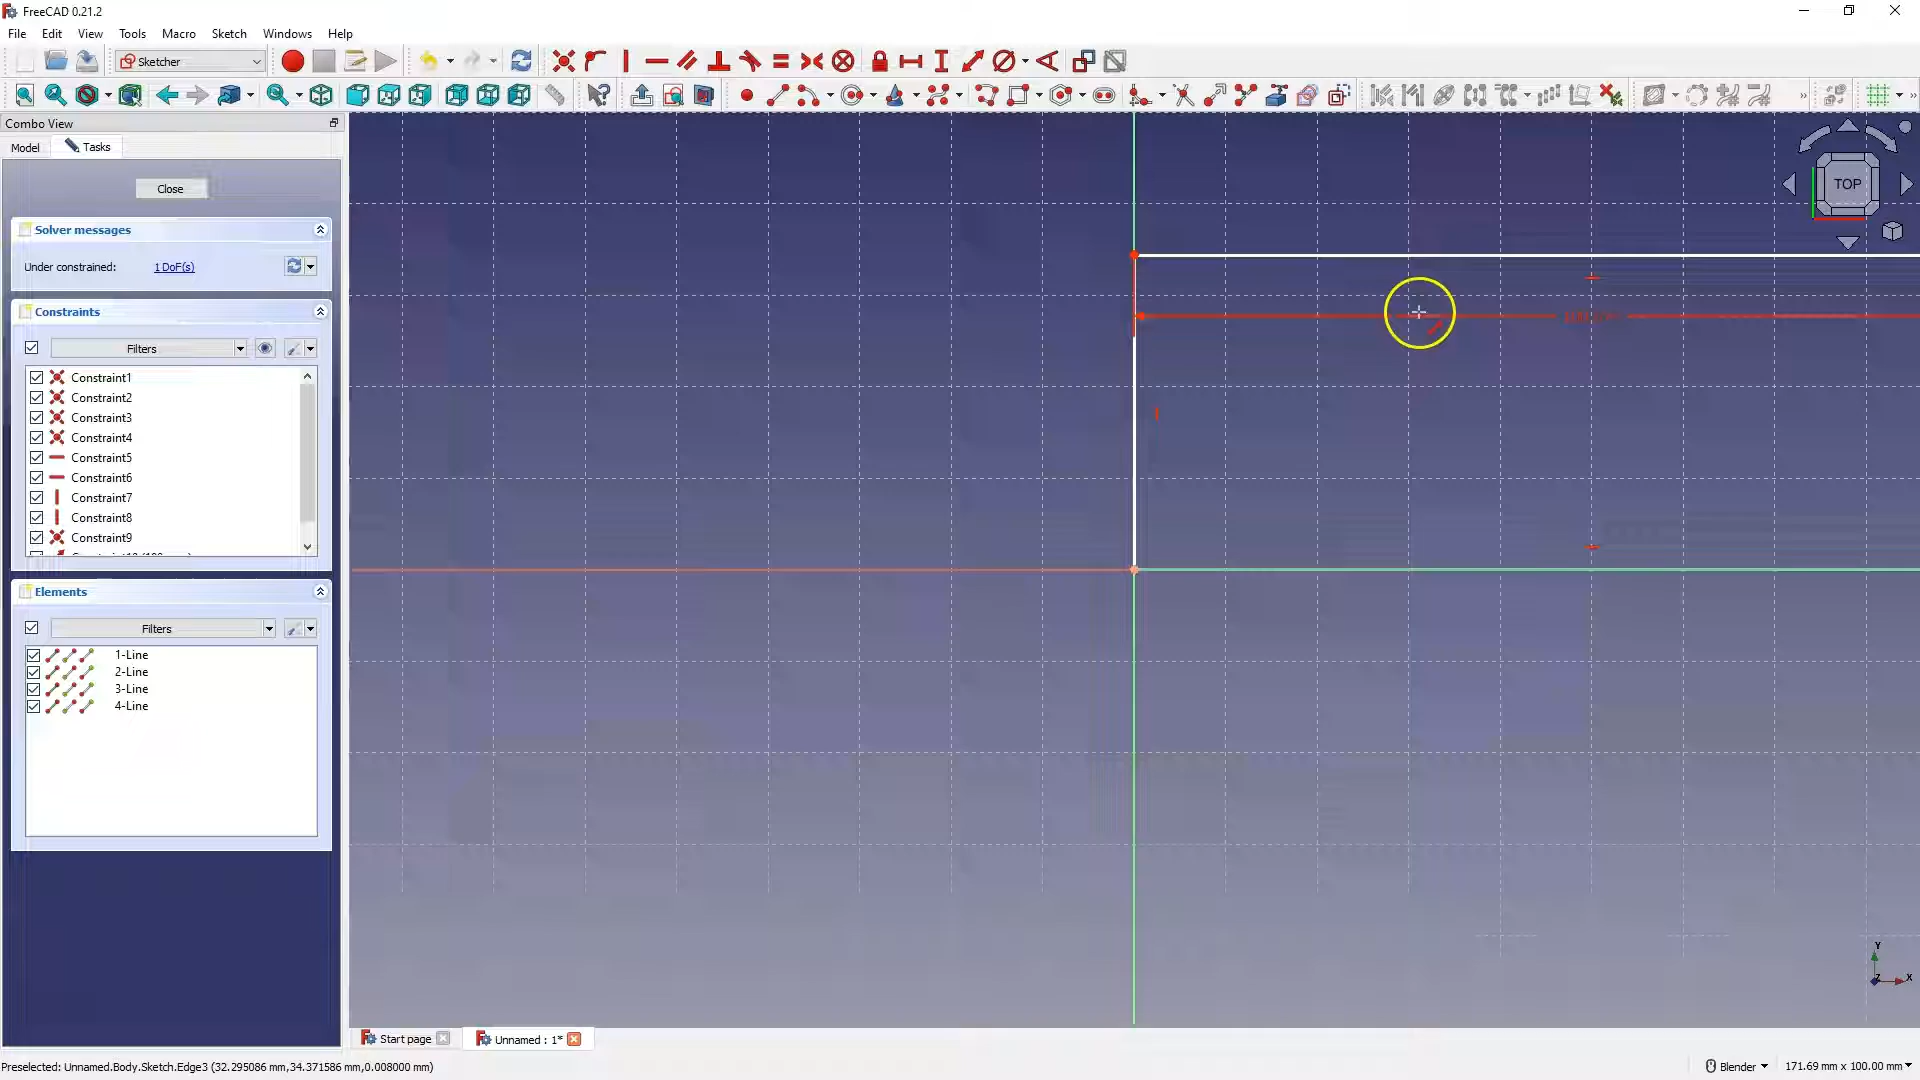 FreeCAD 0.21.2
File Edit View Tools Macro Sketch Windows Help
Sketcher
Combo View
Model Tasks
Close
Solver messages
Under constrained: 1 DoF(s)
Constraints
Filters
Constraint1
Constraint2
Constraint3
Constraint4
Constraint5
Constraint6
Constraint7
Constraint8
Constraint9
Elements
Filters
1-Line
2-Line
3-Line
4-Line
TOP
Y
Z X
Start page Unnamed : 1*
Preselected: Unnamed.Body.Sketch.Edge3 (32.295086 mm,34.371586 mm,0.008000 mm)
Blender 171.69 mm x 100.00 mm